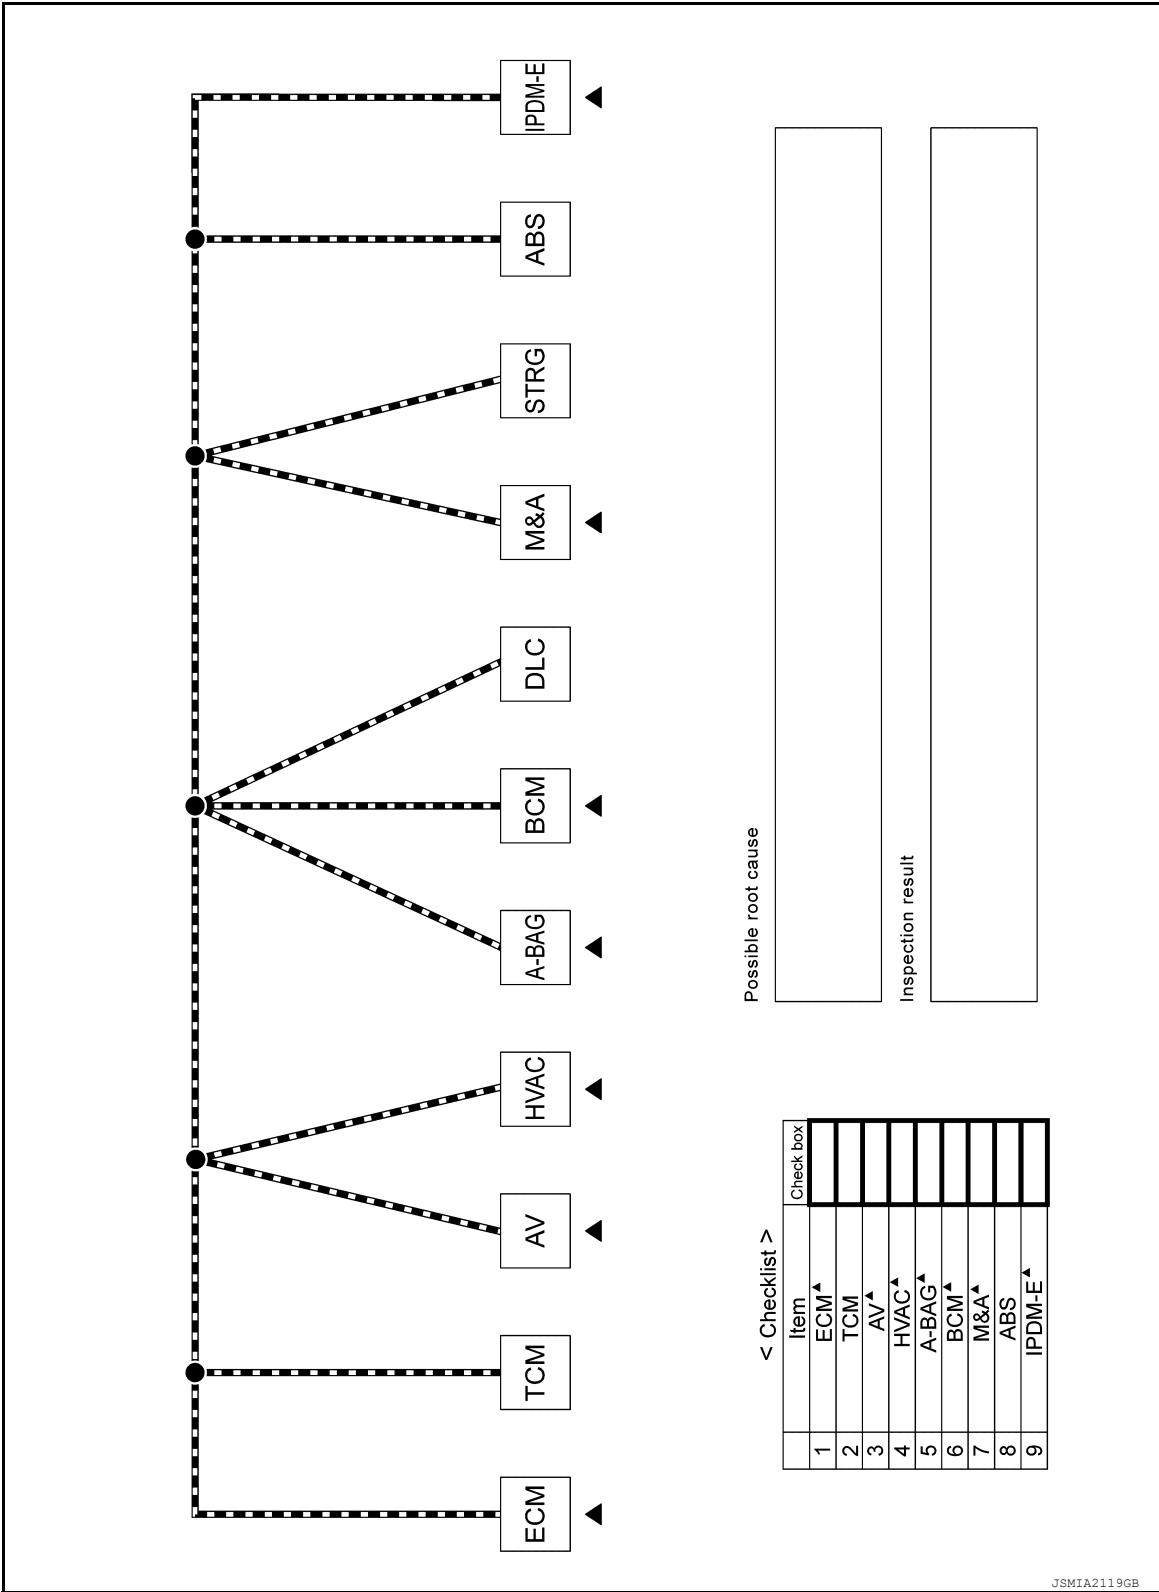 ECM
TCM
AV
HVAC
A-BAG
BCM
DLC
M&A
STRG
ABS
IPDM-E
< Checklist >
Item Check box
1 ECM▲
2 TCM
3 AV▲
4 HVAC▲
5 A-BAG▲
6 BCM▲
7 M&A▲
8 ABS
9 IPDM-E▲
Possible root cause
Inspection result
JSMIA2119GB